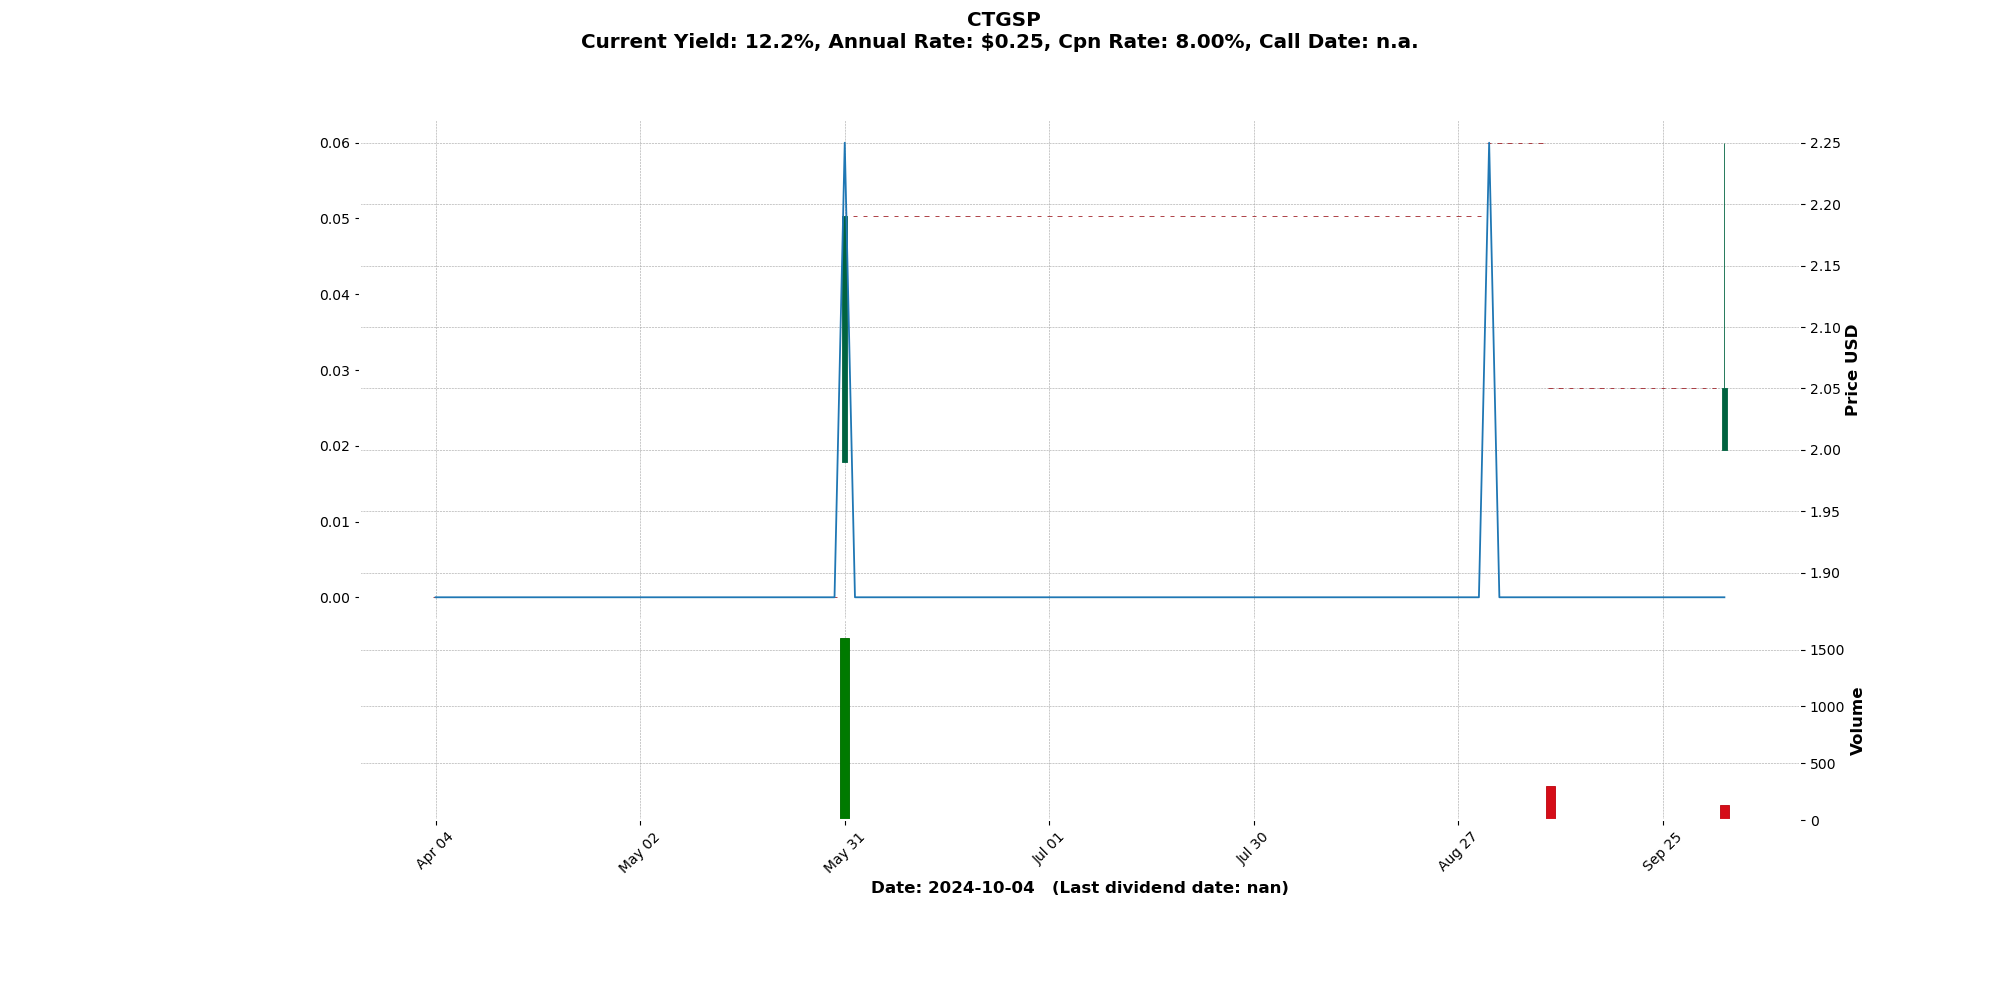 CTGSP
Current Yield: 12.2%, Annual Rate: $0.25, Cpn Rate: 8.00%, Call Date: n.a.
0.06
0.05
0.04
0.03
0.02
0.01
0.00
2.25
2.20
2.15
2.10
2.05
2.00
1.95
1.90
Price USD
1500
1000
500
0
Volume
Apr 04
May 02
May 31
Jul 01
Jul 30
Aug 27
Sep 25
Date: 2024-10-04   (Last dividend date: nan)